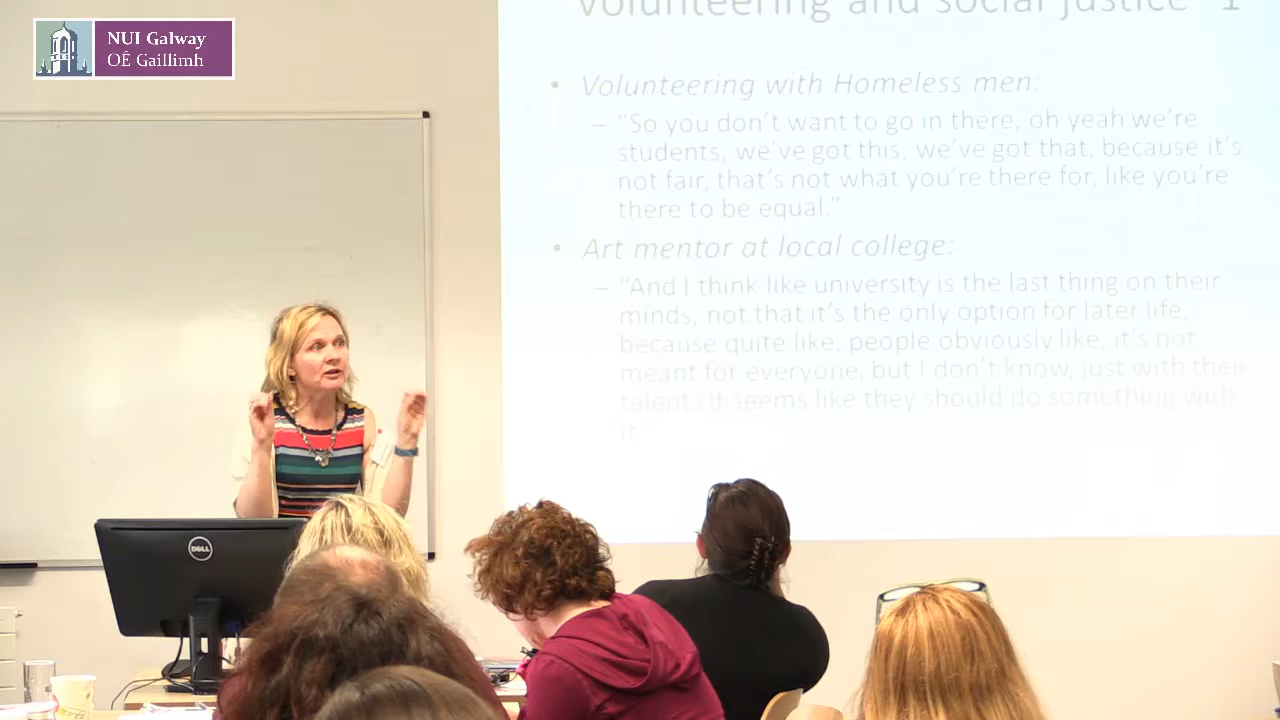 NUI Galway
OÉ Gaillimh
Volunteering and social justice 1
• Volunteering with Homeless men:
– “So you don’t want to go in there, oh yeah we’re
students, we’ve got this, we’ve got that, because it’s
not fair, that’s not what you’re there for, like you’re
there to be equal.”
• Art mentor at local college:
– “And I think like university is the last thing on their
minds, not that it’s the only option for later life,
because quite like, people obviously like, it’s not
meant for everyone, but I don’t know, just with their
talents it seems like they should do something with
it.
DELL